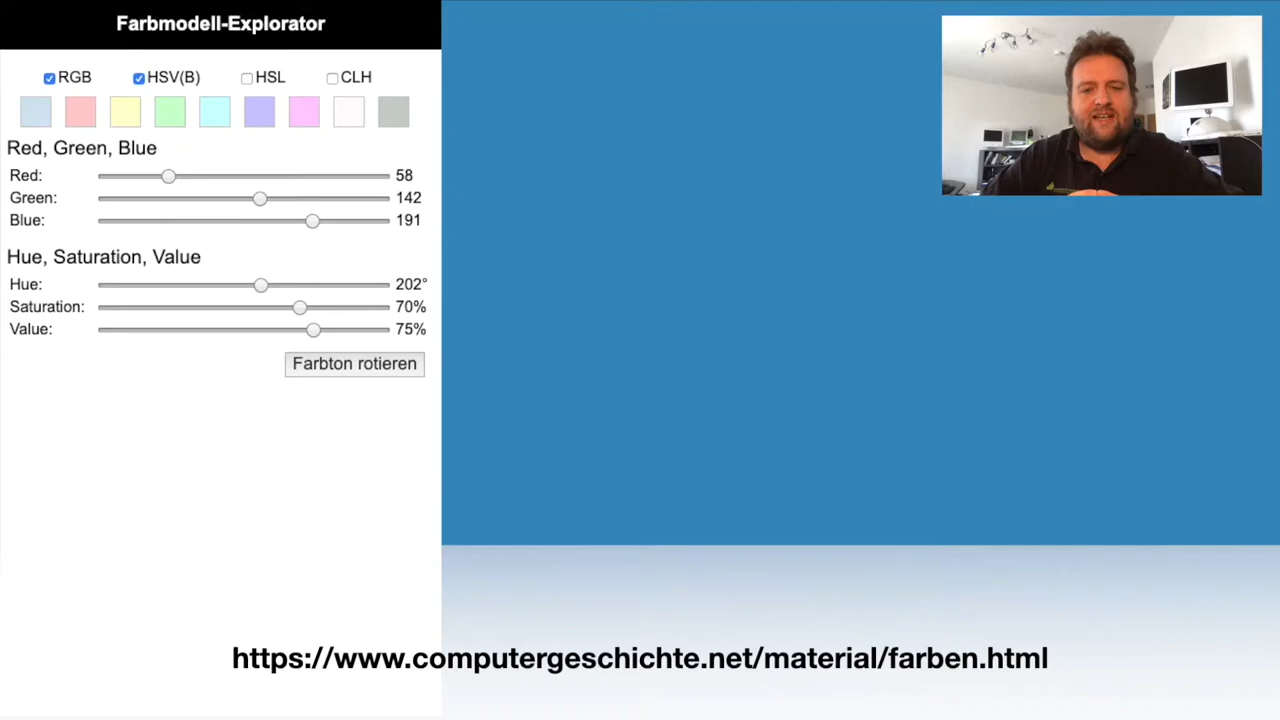 Farbmodell-Explorator
RGB HSV(B) HSL CLH
Red, Green, Blue
Red: 58
Green: 142
Blue: 191
Hue, Saturation, Value
Hue: 202°
Saturation: 70%
Value: 75%
Farbton rotieren
https://www.computergeschichte.net/material/farben.html